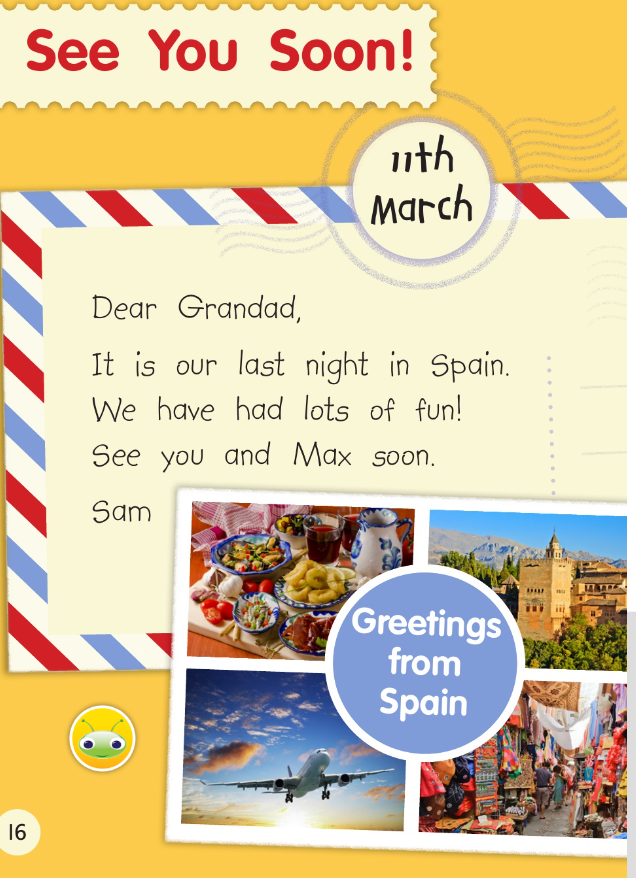 See You Soon!
11th
March
Dear Grandad,
It is our last night in Spain.
We have had lots of fun!
See you and Max soon.
Sam
Greetings
from
Spain
16